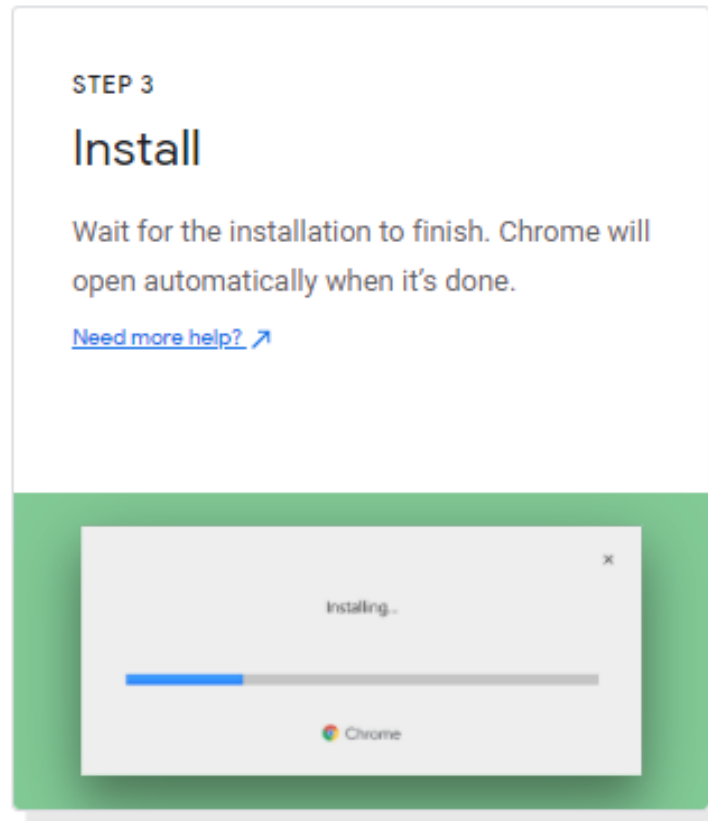 STEP 3
Install
Wait for the installation to finish. Chrome will
open automatically when it's done.
Need more help?
Installing...
Chrome